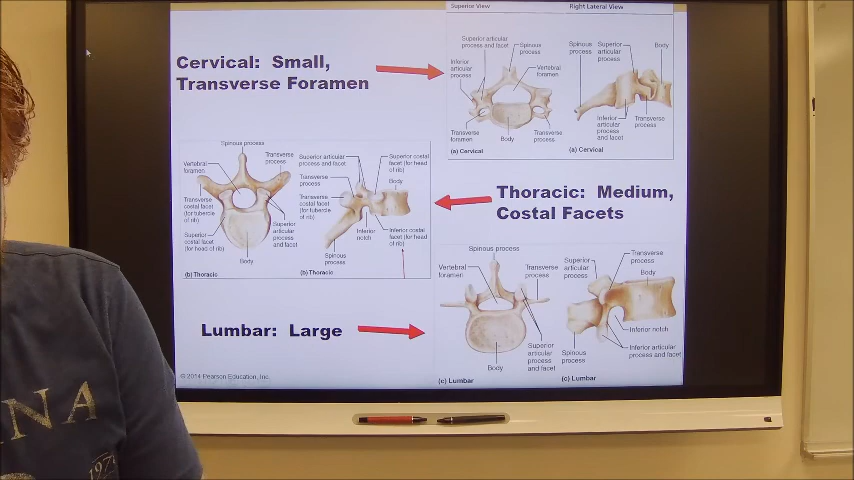 Superior View
Right Lateral View
Cervical: Small,
Transverse Foramen
Superior articular
process and facet
Spinous
process
Inferior
articular
process
Vertebral
foramen
Transverse
foramen
Body
Transverse
process
(a) Cervical
Spinous
process
Superior
articular
process
Body
Inferior
articular
process
and facet
Transverse
process
(a) Cervical
Spinous process
Vertebral
foramen
Transverse
process
Transverse
costal facet
(for tubercle
of rib)
Superior costal
facet
(for head of rib)
Superior
articular
process
and facet
Body
(b) Thoracic
Superior articular
process and facet
Transverse
process
Transverse
costal facet
(for tubercle
of rib)
Superior costal
facet (for head
of rib)
Body
Inferior
notch
Inferior costal
facet (for head
of rib)
Spinous
process
(b) Thoracic
Thoracic: Medium,
Costal Facets
Lumbar: Large
Spinous process
Vertebral
foramen
Transverse
process
Superior
articular
process
and facet
Body
(c) Lumbar
Superior
articular
process
Transverse
process
Body
Inferior notch
Inferior articular
process and facet
Spinous
process
(c) Lumbar
© 2014 Pearson Education, Inc.
NA
197